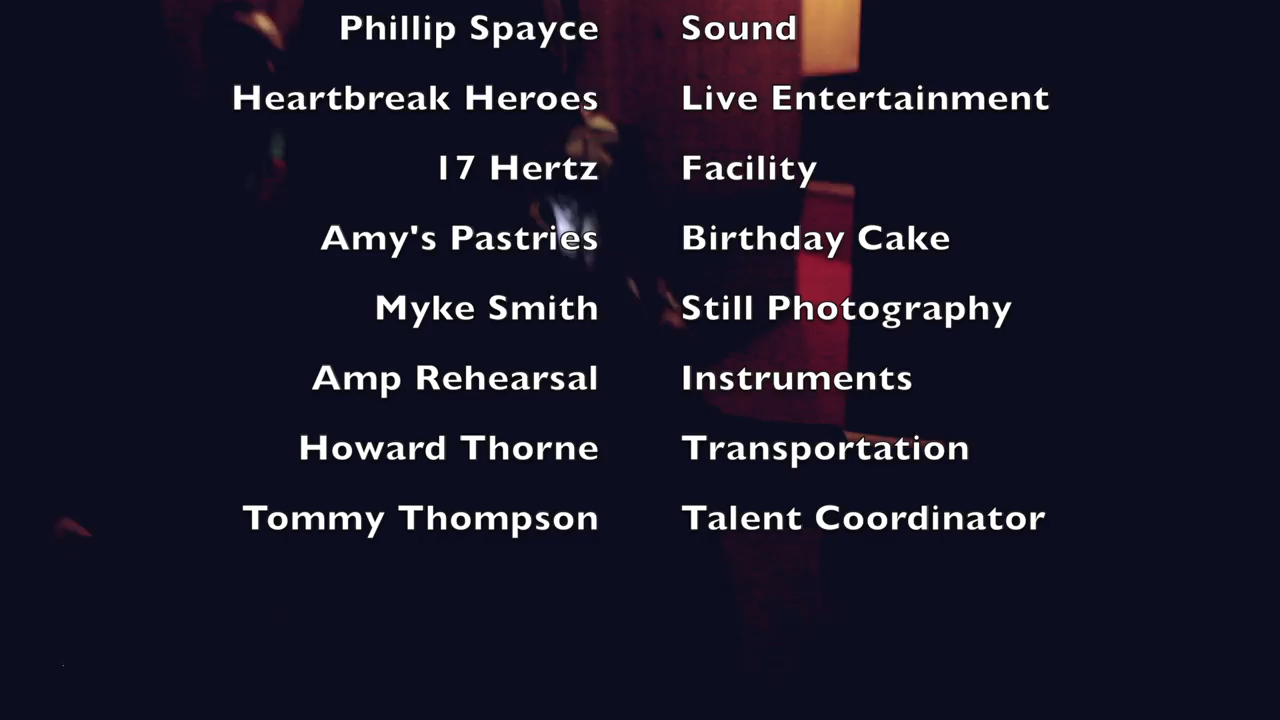 Phillip Spayce Sound
Heartbreak Heroes Live Entertainment
17 Hertz Facility
Amy's Pastries Birthday Cake
Myke Smith Still Photography
Amp Rehearsal Instruments
Howard Thorne Transportation
Tommy Thompson Talent Coordinator